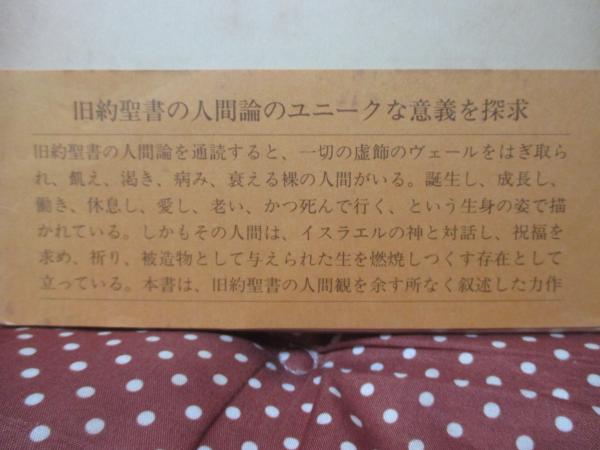 旧約聖書の人間論のユニークな意義を探求
旧約聖書の人間論を通読すると、一切の虚飾のヴェールをはぎ取ら
れ、飢え、渇き、病み、衰える裸の人間がいる。誕生し、成長し、
働き、休息し、愛し、老い、かつ死んで行く、という生身の姿で描
かれている。しかもその人間は、イスラエルの神と対話し、祝福を
求め、祈り、被造物として与えられた生を燃焼しつくす存在として
立っている。本書は、旧約聖書の人間観を余す所なく叙述した力作